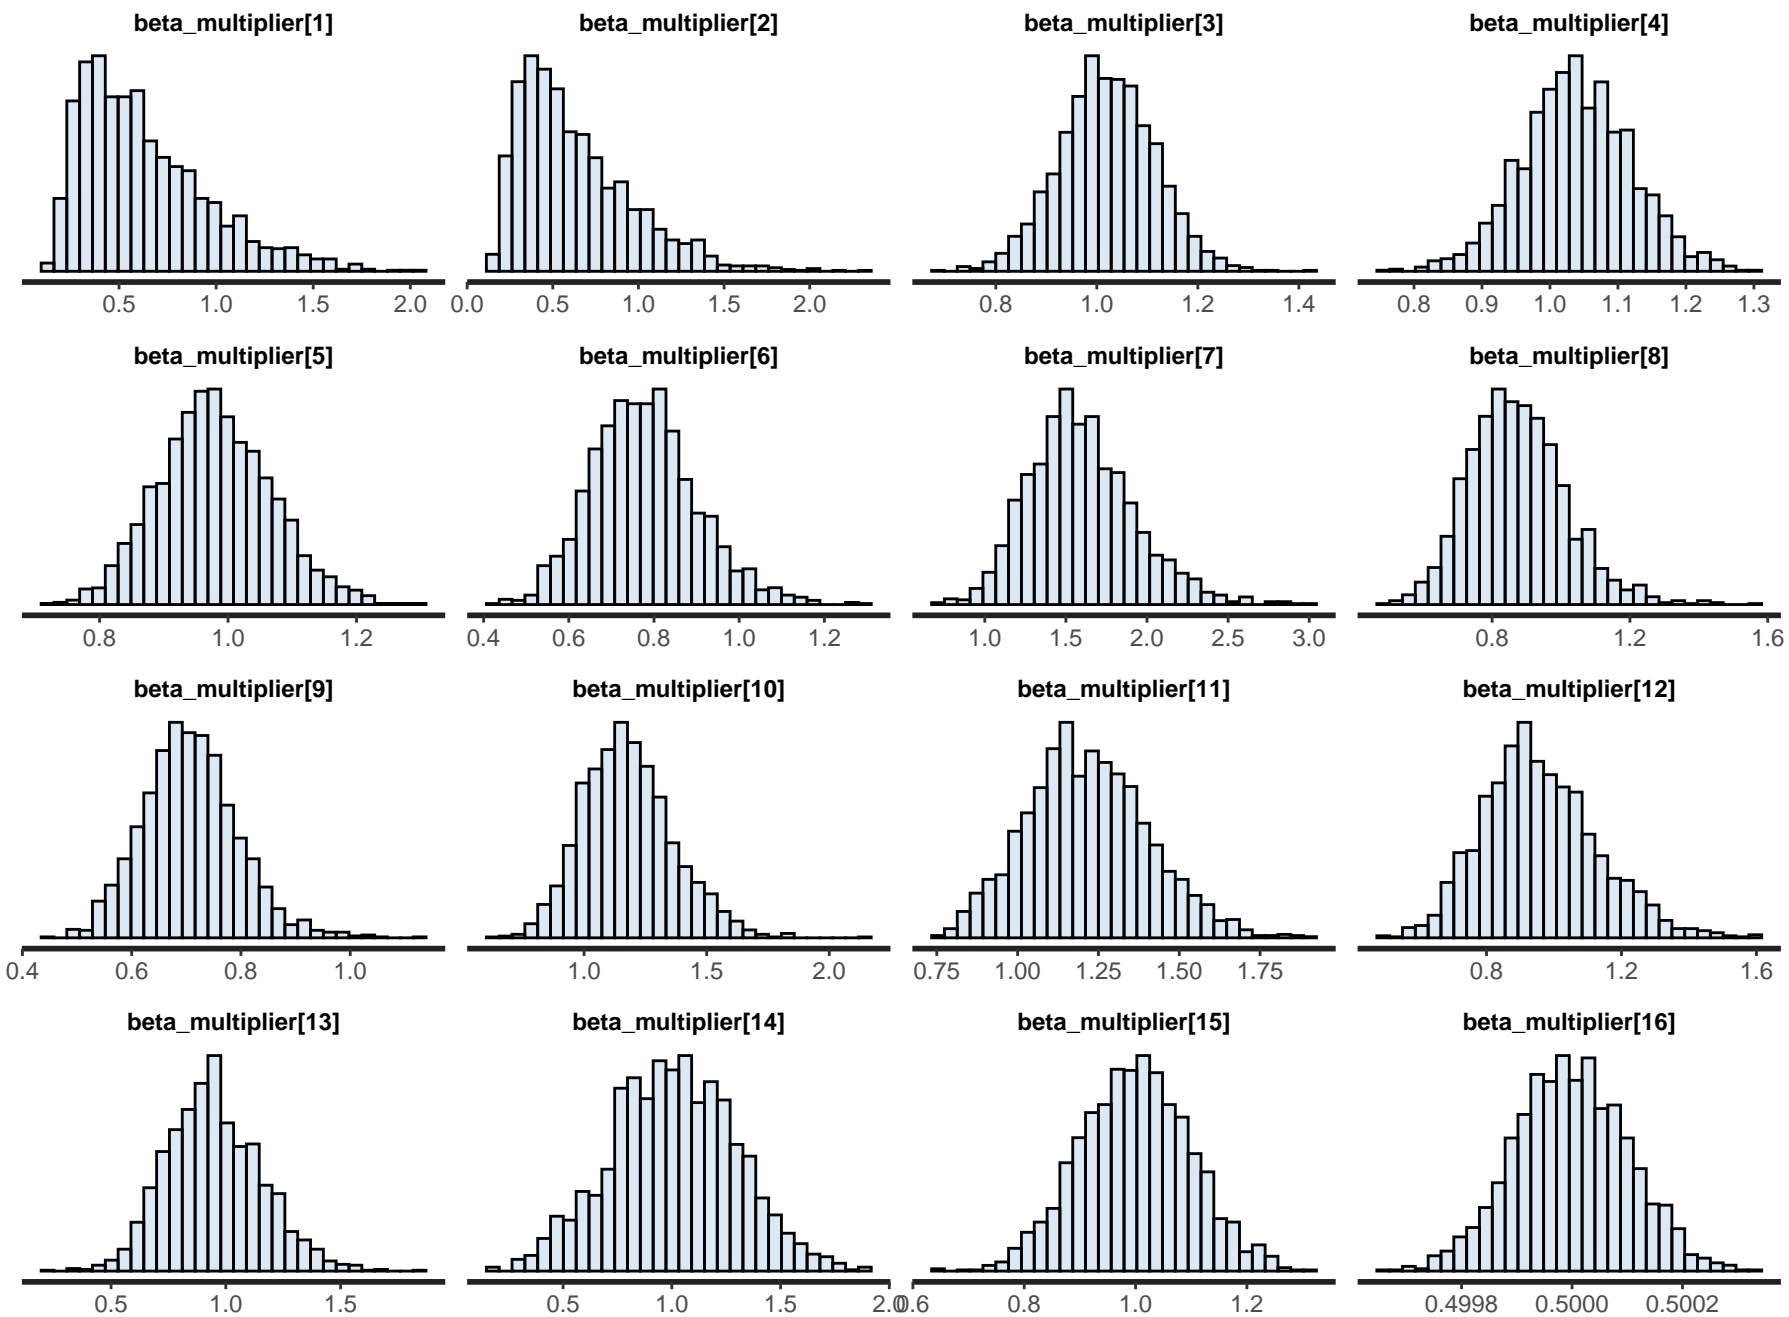 beta_multiplier[1] beta_multiplier[2] beta_multiplier[3] beta_multiplier[4]
0.5 1.0 1.5 2.0 0.0 0.5 1.0 1.5 2.0 0.8 1.0 1.2 1.4 0.8 0.9 1.0 1.1 1.2 1.3
beta_multiplier[5] beta_multiplier[6] beta_multiplier[7] beta_multiplier[8]
0.8 1.0 1.2 0.4 0.6 0.8 1.0 1.2 1.0 1.5 2.0 2.5 3.0 0.8 1.2 1.6
beta_multiplier[9] beta_multiplier[10] beta_multiplier[11] beta_multiplier[12]
0.4 0.6 0.8 1.0 1.0 1.5 2.0 0.75 1.00 1.25 1.50 1.75 0.8 1.2 1.6
beta_multiplier[13] beta_multiplier[14] beta_multiplier[15] beta_multiplier[16]
0.5 1.0 1.5 0.5 1.0 1.5 2.0 0.6 0.8 1.0 1.2 0.4998 0.5000 0.5002